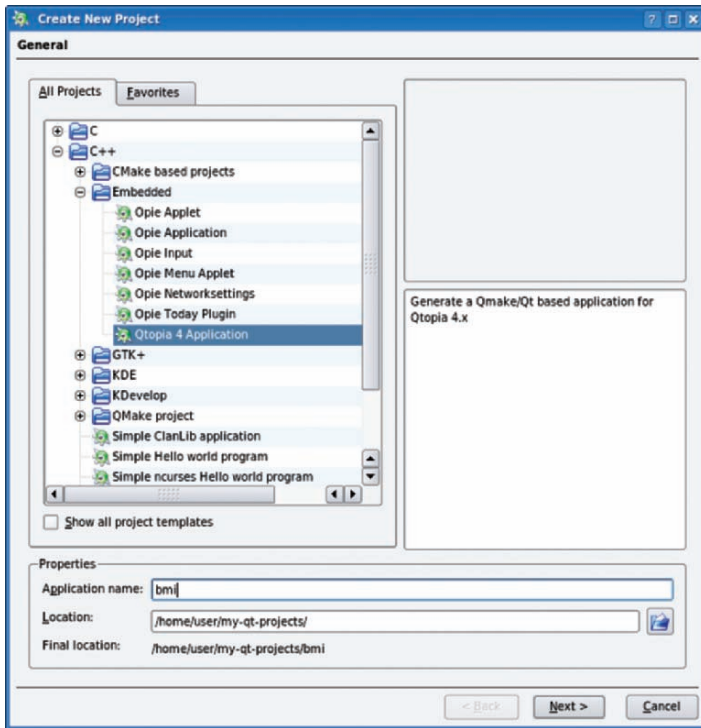 Create New Project
General
All Projects
Favorites
C
C++
CMake based projects
Embedded
Opie Applet
Opie Application
Opie Input
Opie Menu Applet
Opie Networksettings
Opie Today Plugin
Qtopia 4 Application
GTK+
KDE
KDevelop
QMake project
Simple ClanLib application
Simple Hello world program
Simple ncurses Hello world program
Show all project templates
Generate a Qmake/Qt based application for
Qtopia 4.x
Properties
Application name: bmi
Location: /home/user/my-qt-projects/
Final location: /home/user/my-qt-projects/bmi
< Back Next > Cancel